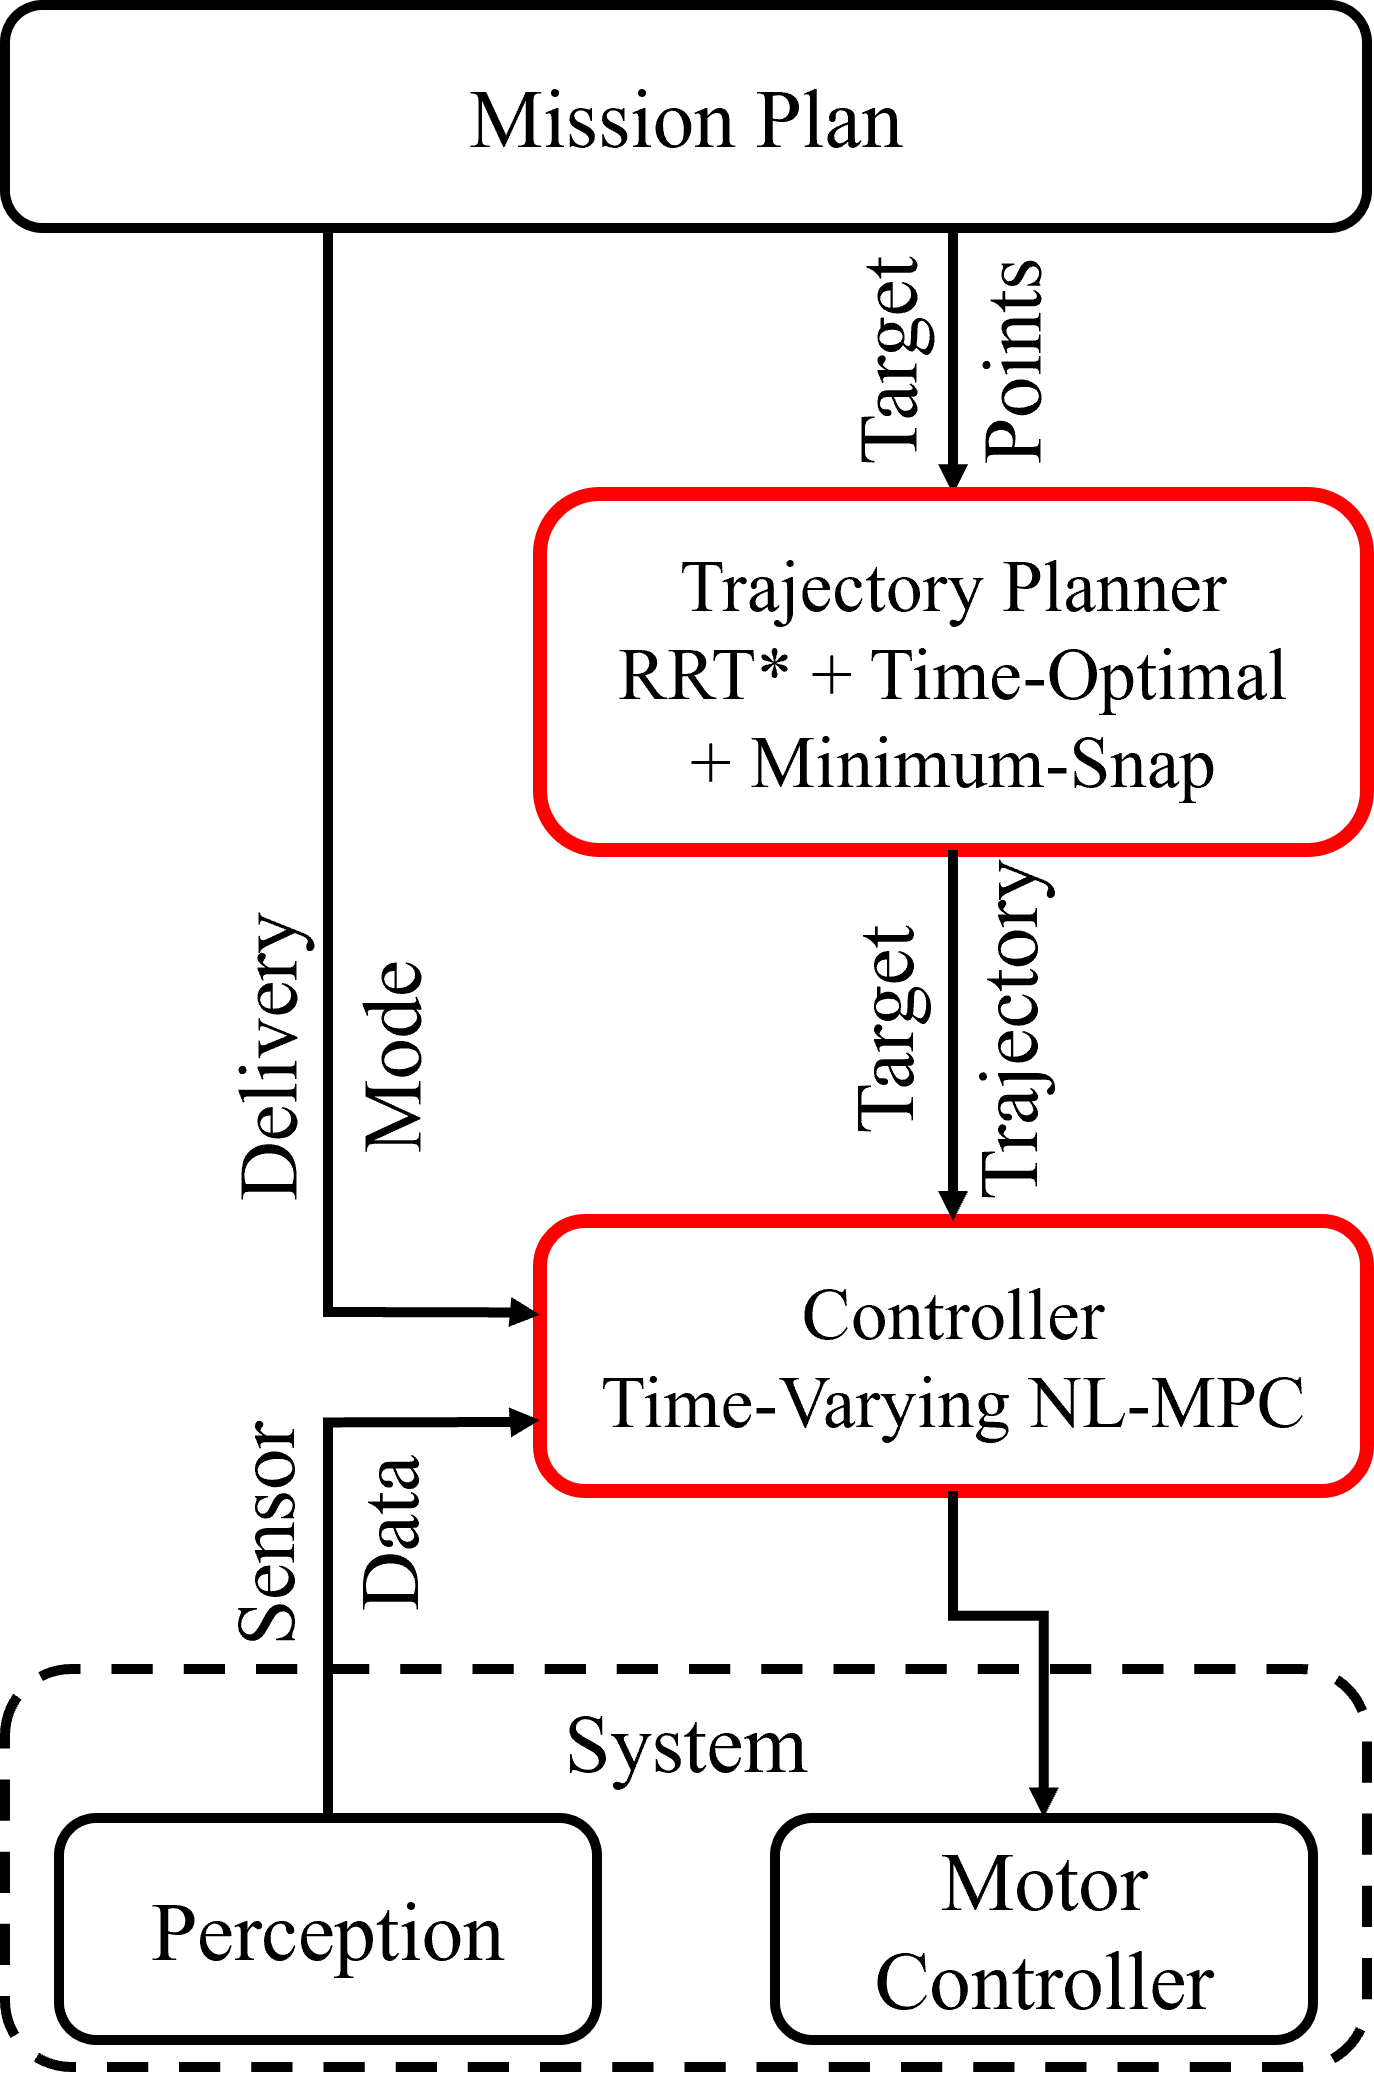 Mission Plan
Target
Points
Trajectory Planner
RRT* + Time-Optimal
+ Minimum-Snap
Delivery
Mode
Target
Trajectory
Controller
Time-Varying NL-MPC
Sensor
Data
System
Perception
Motor
Controller